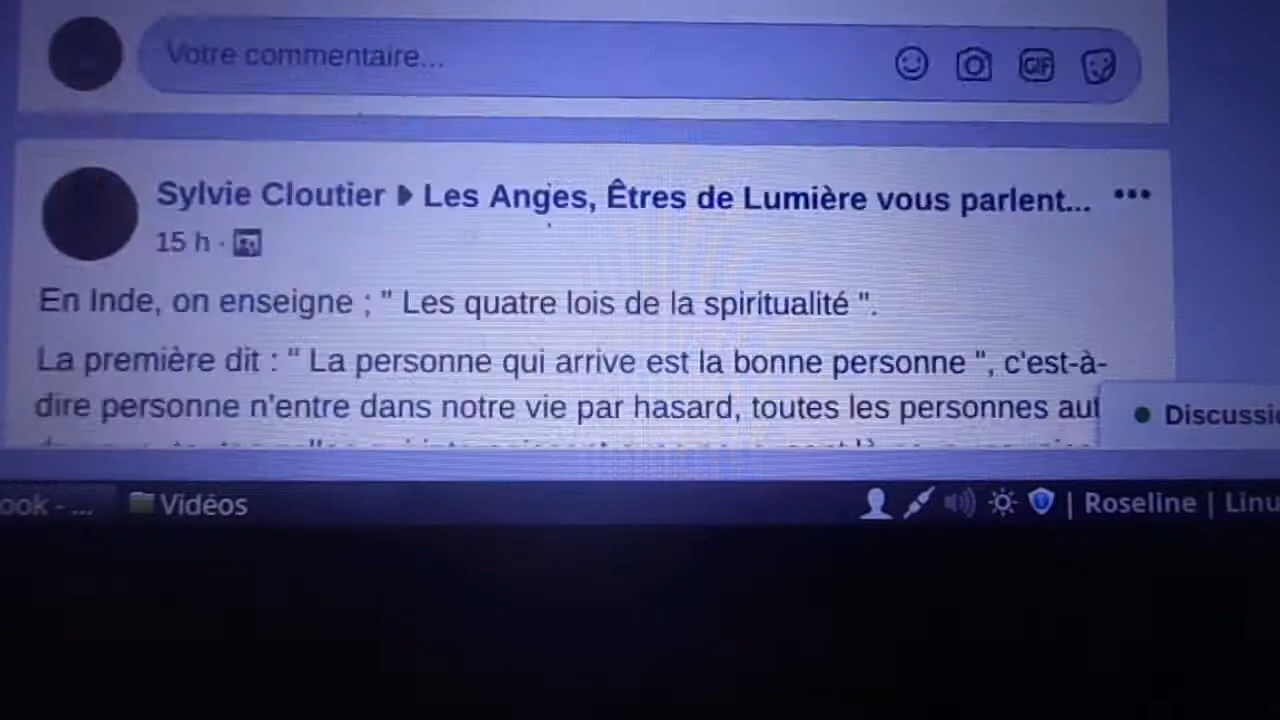 Votre commentaire...
GIF
Sylvie Cloutier Les Anges, Êtres de Lumière vous parlent... •••
15 h ·
En Inde, on enseigne ; " Les quatre lois de la spiritualité ".
La première dit : " La personne qui arrive est la bonne personne ", c'est-à-
dire personne n'entre dans notre vie par hasard, toutes les personnes aut
Discussio
ook - ... Vidéos | Roseline | Linu